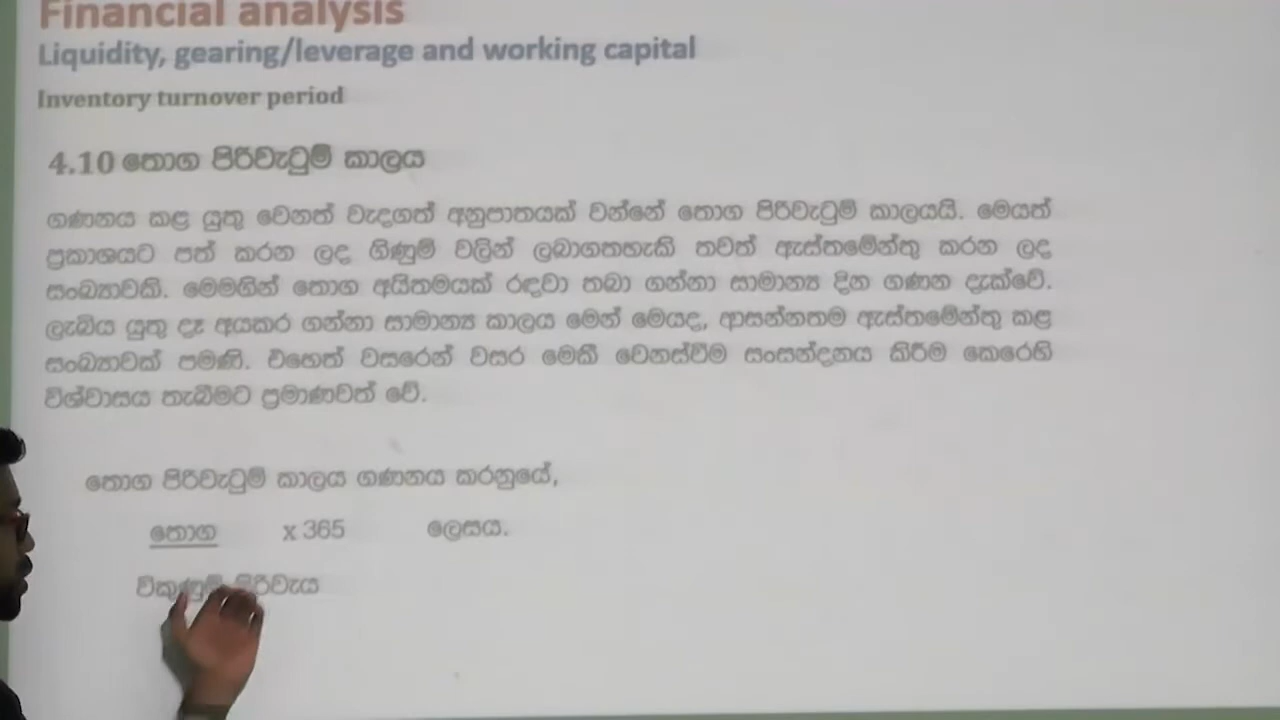 Financial analysis
Liquidity, gearing/leverage and working capital
Inventory turnover period
4.10 තොග පිරිවැටුම් කාලය
ගණනය කළ යුතු වෙනත් වැදගත් අනුපාතයක් වන්නේ තොග පිරිවැටුම් කාලයයි. මෙයත්
ප්‍රකාශයට පත් කරන ලද ගිණුම් වලින් ලබාගතහැකි තවත් ඇස්තමේන්තු කරන ලද
සංඛ්‍යාවකි. මෙමගින් තොග අයිතමයක් රඳවා තබා ගන්නා සාමාන්‍ය දින ගණන දැක්වේ.
ලැබිය යුතු දෑ අයකර ගන්නා සාමාන්‍ය කාලය මෙන් මෙයද, ආසන්නතම ඇස්තමේන්තු කළ
සංඛ්‍යාවක් පමණි. එහෙත් වසරෙන් වසර මෙකී වෙනස්වීම සංසන්දනය කිරීම කෙරෙහි
විශ්වාසය තැබීමට ප්‍රමාණවත් වේ.
තොග පිරිවැටුම් කාලය ගණනය කරනුයේ,
තොග x 365 ලෙසය.
විකුණුම් පිරිවැය